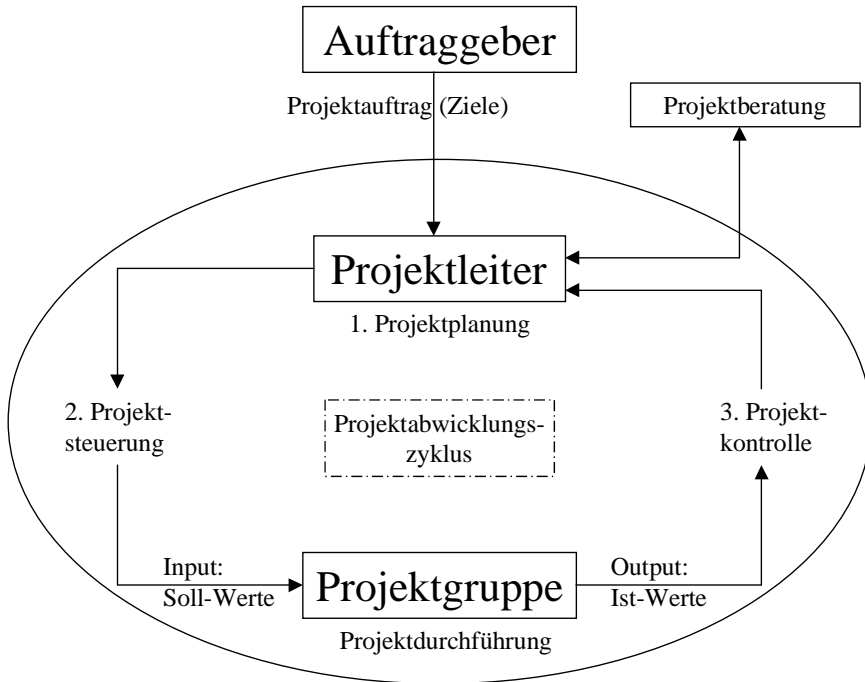 Auftraggeber
Projektauftrag (Ziele)
Projektberatung
Projektleiter
1. Projektplanung
2. Projekt-
steuerung
Projektabwicklungs-
zyklus
3. Projekt-
kontrolle
Input:
Soll-Werte
Projektgruppe
Output:
Ist-Werte
Projektdurchführung